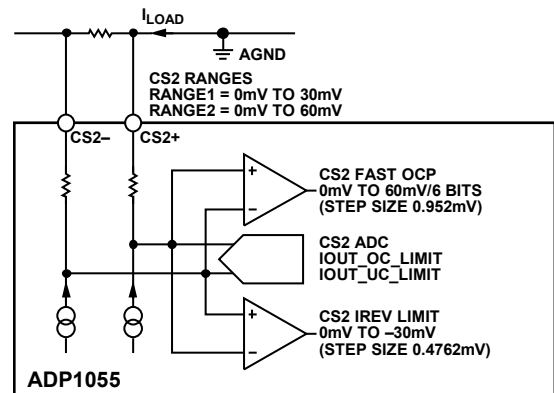 I_LOAD
AGND
CS2 RANGES
RANGE1 = 0mV TO 30mV
RANGE2 = 0mV TO 60mV
CS2–
CS2+
+
–
CS2 FAST OCP
0mV TO 60mV/6 BITS
(STEP SIZE 0.952mV)
CS2 ADC
IOUT_OC_LIMIT
IOUT_UC_LIMIT
+
–
CS2 IREV LIMIT
0mV TO –30mV
(STEP SIZE 0.4762mV)
ADP1055